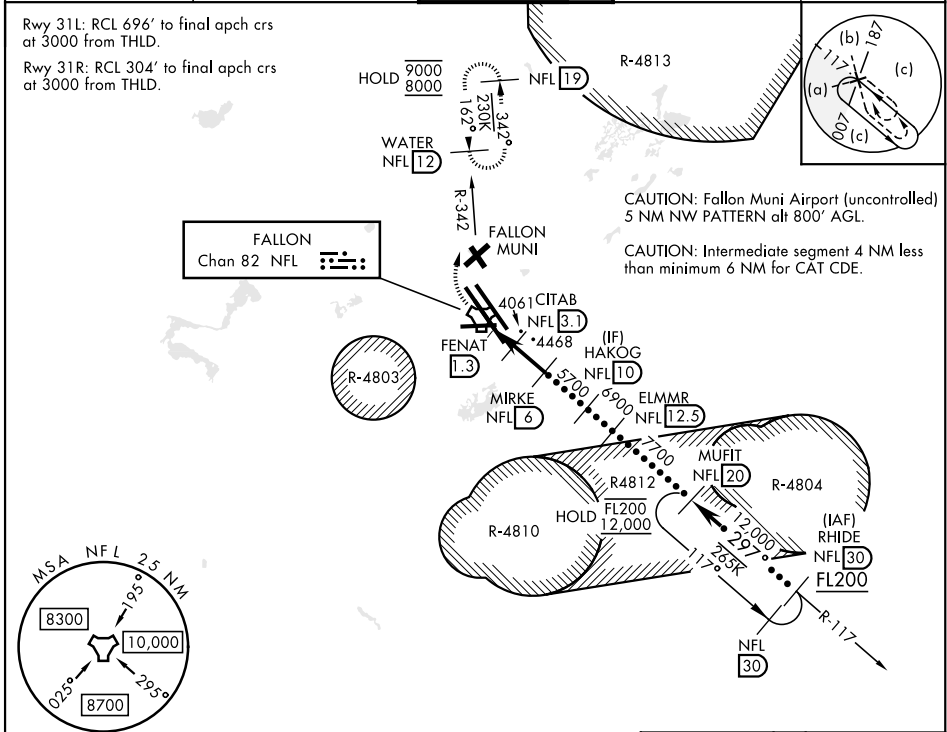 Rwy 31L: RCL 696' to final apch crs
at 3000 from THLD.
Rwy 31R: RCL 304' to final apch crs
at 3000 from THLD.
HOLD 9000
8000
NFL 19
230K
162°
342°
WATER
NFL 12
R-342
R-4813
(b)
187
117
(c)
(a)
007
(c)
CAUTION: Fallon Muni Airport (uncontrolled)
5 NM NW PATTERN alt 800' AGL.
CAUTION: Intermediate segment 4 NM less
than minimum 6 NM for CAT CDE.
FALLON
Chan 82 NFL
FALLON
MUNI
4061
CITAB
NFL 3.1
4468
FENAT
1.3
(IF)
HAKOG
NFL 10
R-4803
5700
MIRKE
NFL 6
6900
ELMMR
NFL 12.5
7700
MUFIT
NFL 20
R4812
R-4804
R-4810
HOLD FL200
12,000
12,000
297°
265K
117°
(IAF)
RHIDE
NFL 30
FL200
R-117
NFL
30
MSA NFL 25 NM
195°
8300
10,000
025°
295°
8700